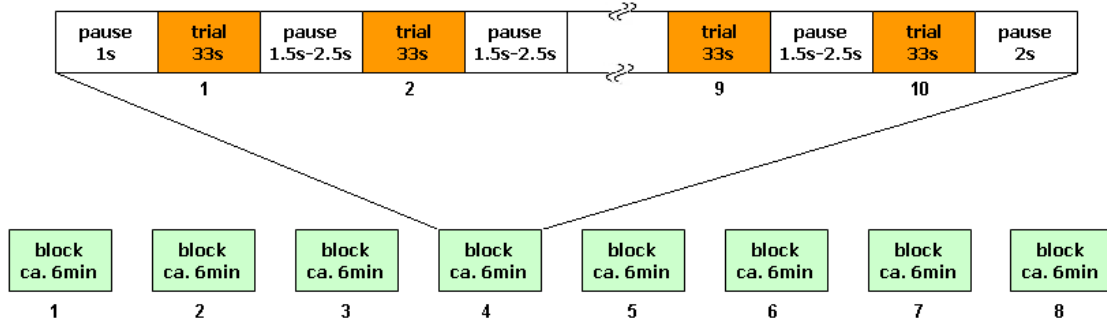 pause trial pause trial pause trial pause trial pause
1s 33s 1.5s-2.5s 33s 1.5s-2.5s 33s 1.5s-2.5s 33s 2s
1 2 9 10
block block block block block block block block
ca. 6min ca. 6min ca. 6min ca. 6min ca. 6min ca. 6min ca. 6min ca. 6min
1 2 3 4 5 6 7 8